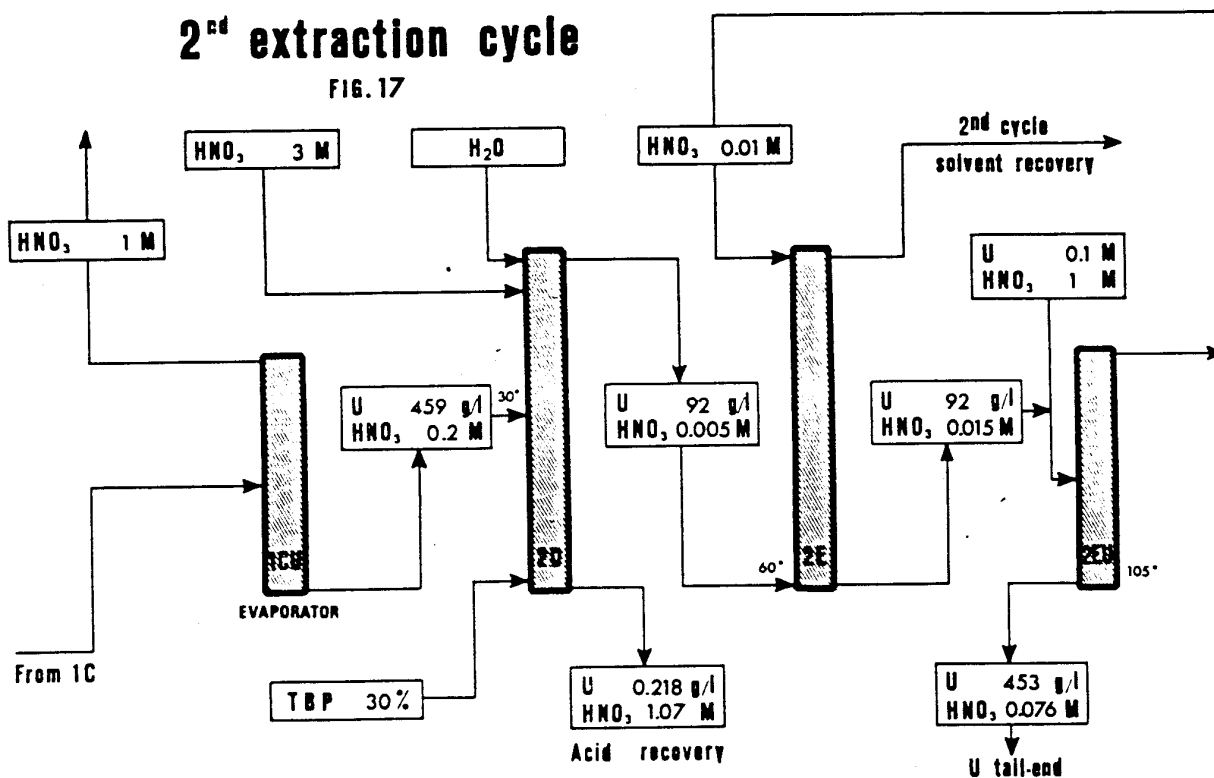 2nd extraction cycle
FIG. 17
HNO₃ 3 M
H₂O
HNO₃ 0.01 M
2nd cycle
solvent recovery
HNO₃ 1 M
U 0.1 M
HNO₃ 1 M
U 459 g/l
HNO₃ 0.2 M
30°
U 92 g/l
HNO₃ 0.005 M
U 92 g/l
HNO₃ 0.015 M
1CU
2D
2E
2EU
60°
105°
EVAPORATOR
From 1C
TBP 30%
U 0.218 g/l
HNO₃ 1.07 M
Acid recovery
U 453 g/l
HNO₃ 0.076 M
U tail-end